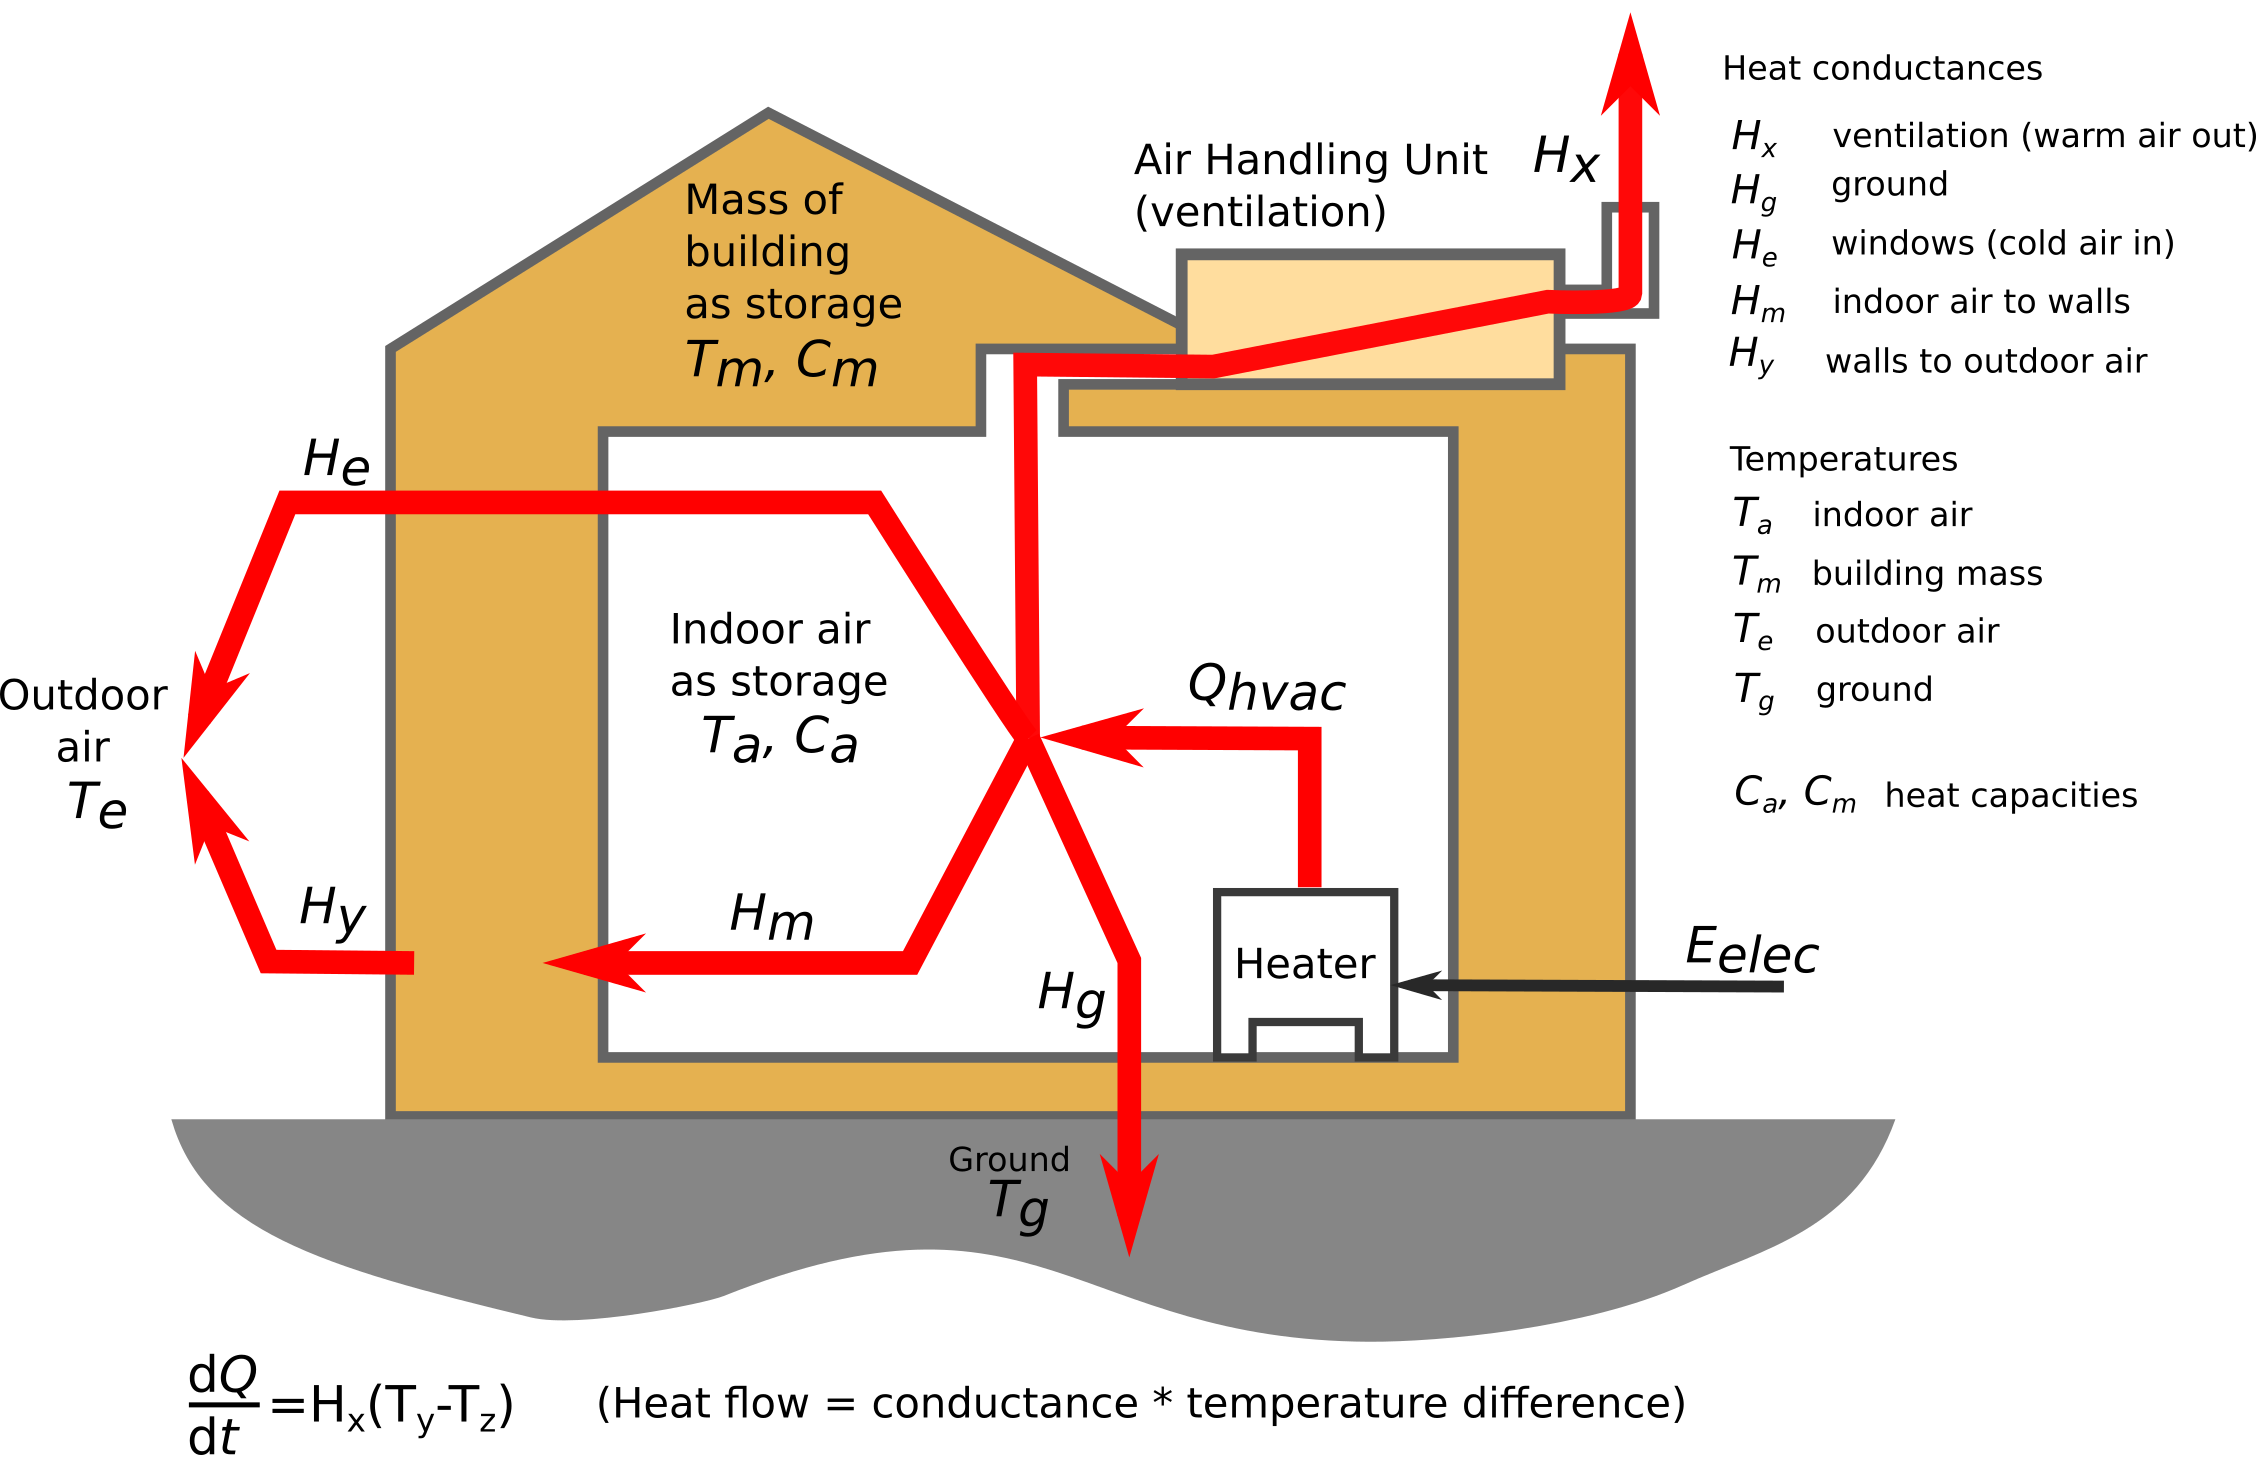 Mass of
building
as storage
Tm, Cm
Air Handling Unit
(ventilation)
Hx
He
Outdoor
air
Te
Hy
Indoor air
as storage
Ta, Ca
Qhvac
Hm
Hg
Heater
Eelec
Ground
Tg
Heat conductances
Hx ventilation (warm air out)
Hg ground
He windows (cold air in)
Hm indoor air to walls
Hy walls to outdoor air
Temperatures
Ta indoor air
Tm building mass
Te outdoor air
Tg ground
Ca, Cm heat capacities
dQ
dt
=Hx(Ty-Tz) (Heat flow = conductance * temperature difference)